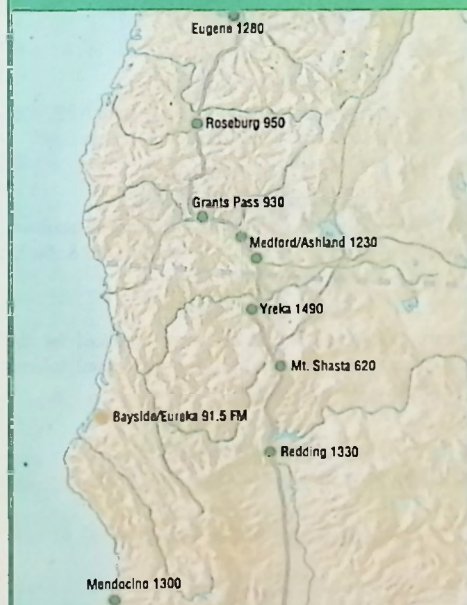 Eugene 1280
Roseburg 950
Grants Pass 930
Medford/Ashland 1230
Yreka 1490
Mt. Shasta 620
Bayside/Eureka 91.5 FM
Redding 1330
Mendocino 1300